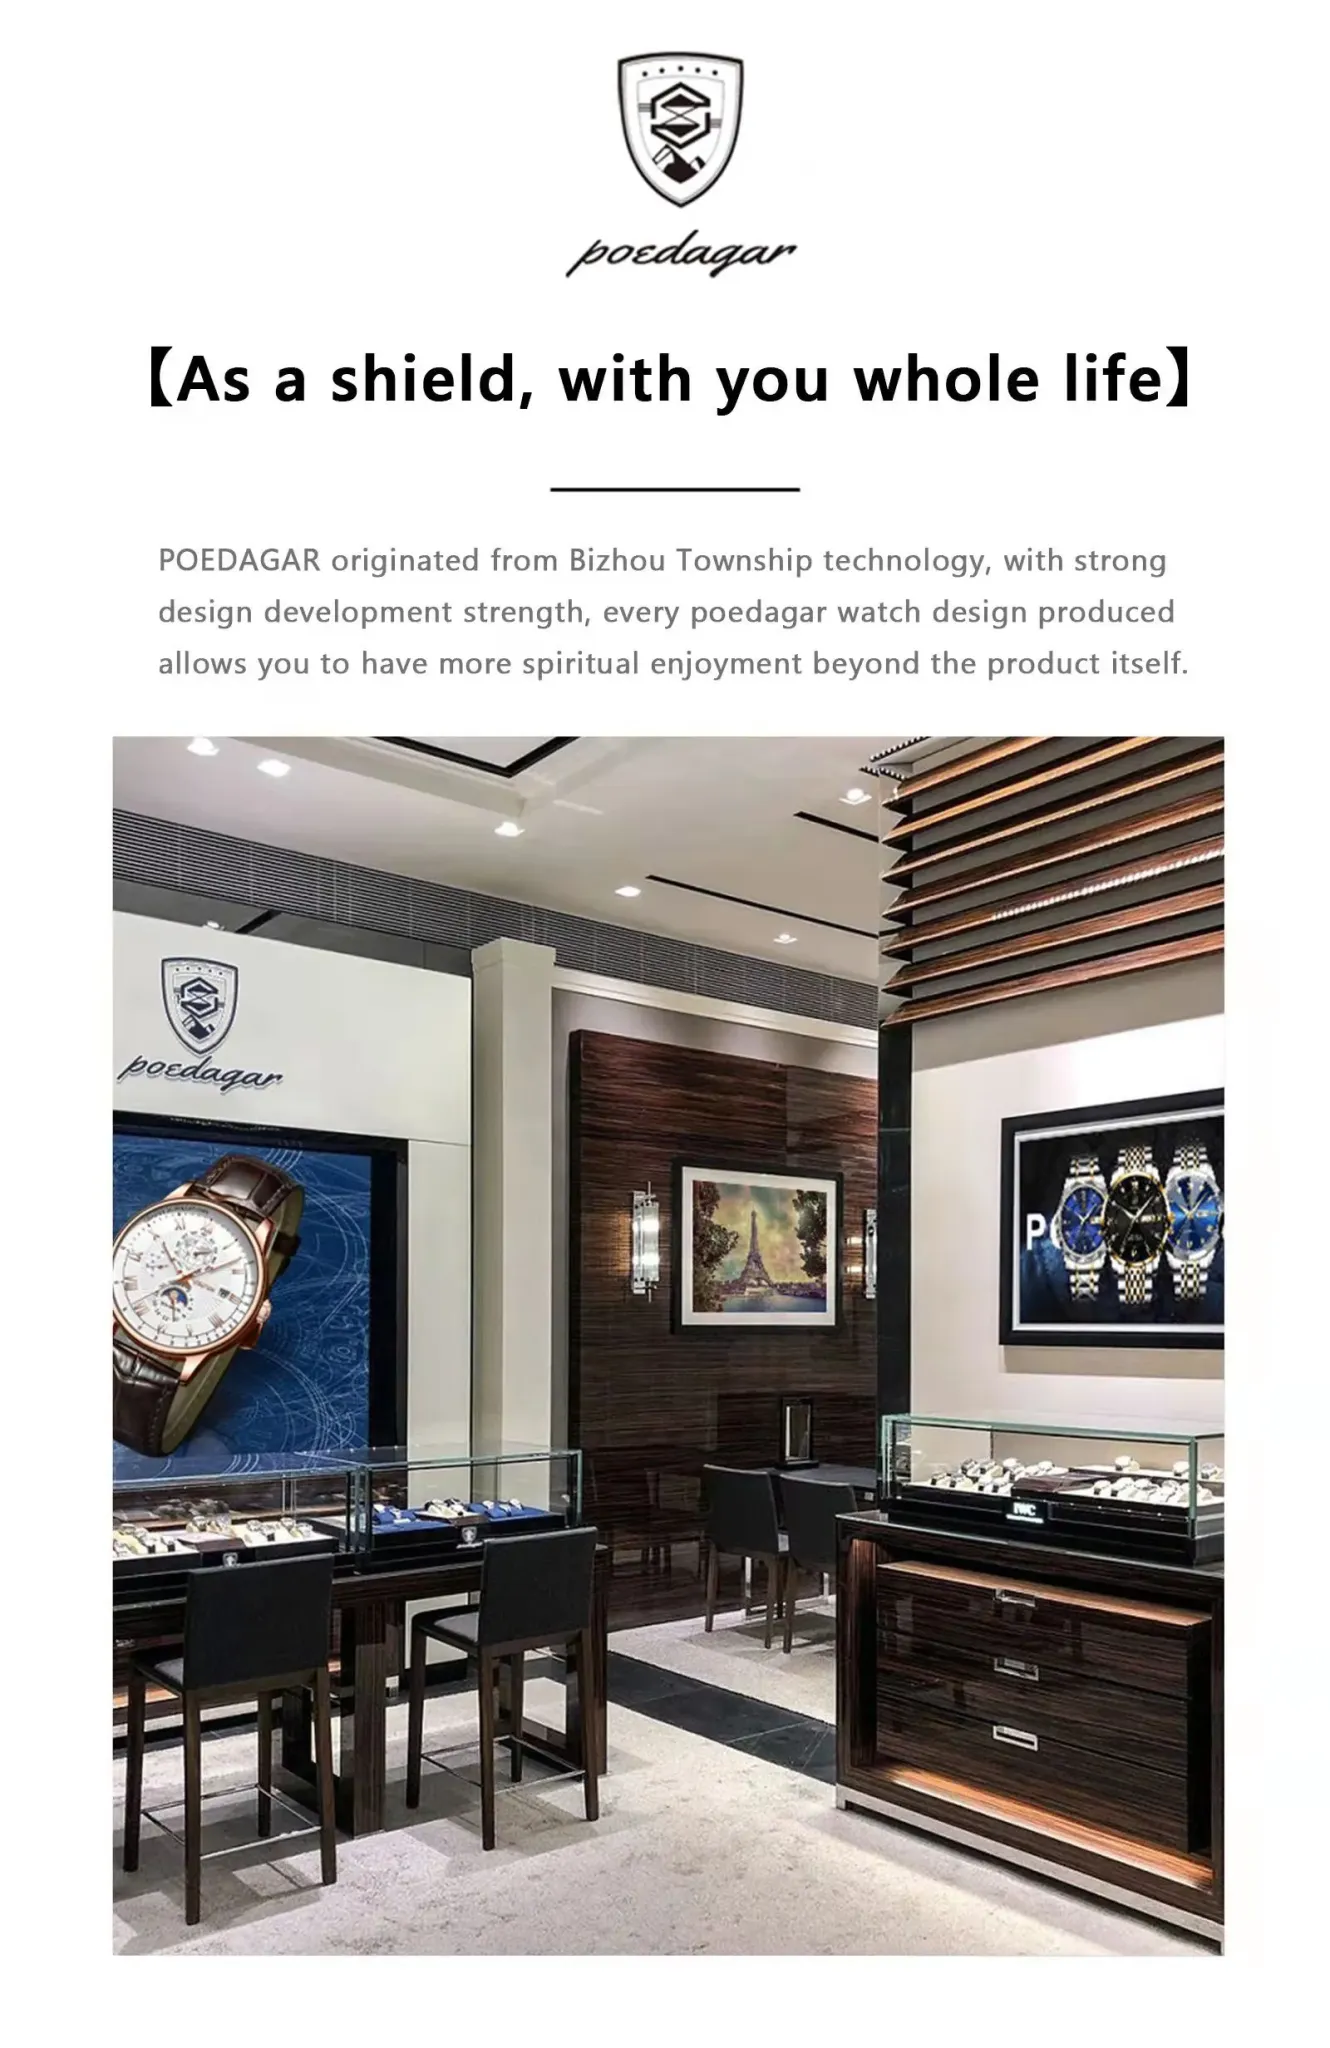 poedagar
【As a shield, with you whole life】
POEDAGAR originated from Bizhou Township technology, with strong
design development strength, every poedagar watch design produced
allows you to have more spiritual enjoyment beyond the product itself.
poedagar
IWC